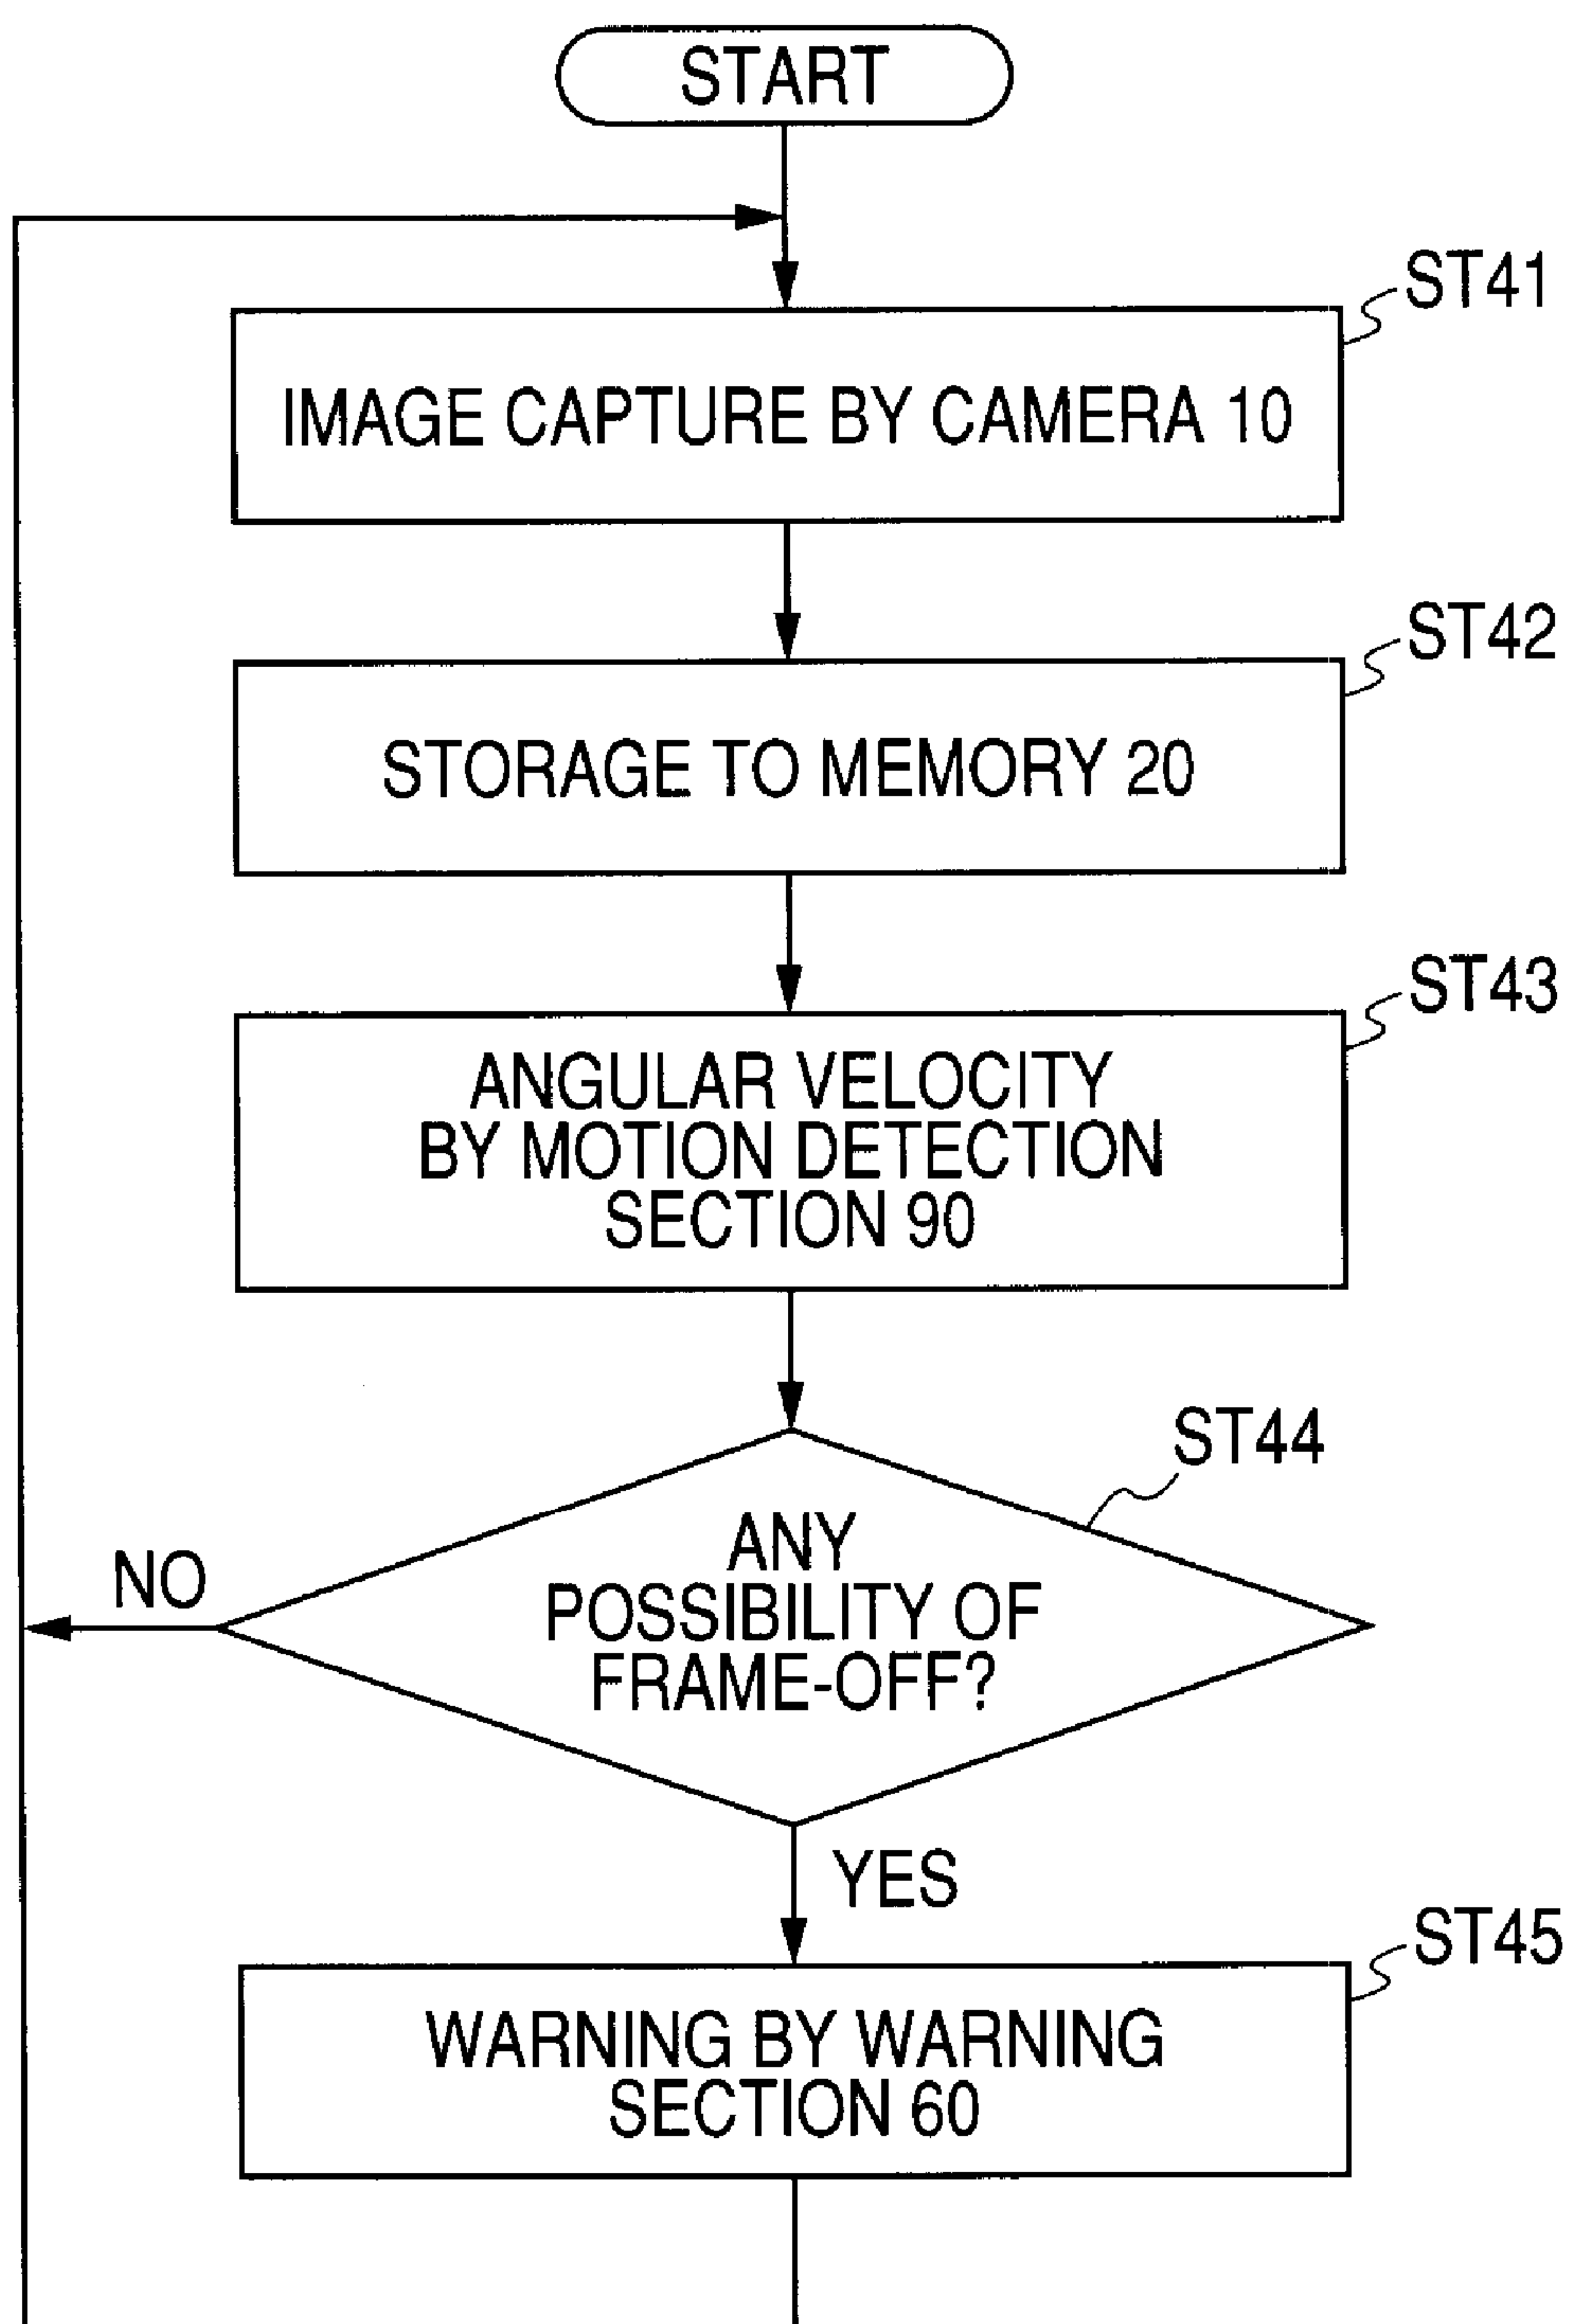 START
ST41
IMAGE CAPTURE BY CAMERA 10
ST42
STORAGE TO MEMORY 20
ST43
ANGULAR VELOCITY
BY MOTION DETECTION
SECTION 90
ST44
ANY
POSSIBILITY OF
FRAME-OFF?
NO
YES
ST45
WARNING BY WARNING
SECTION 60